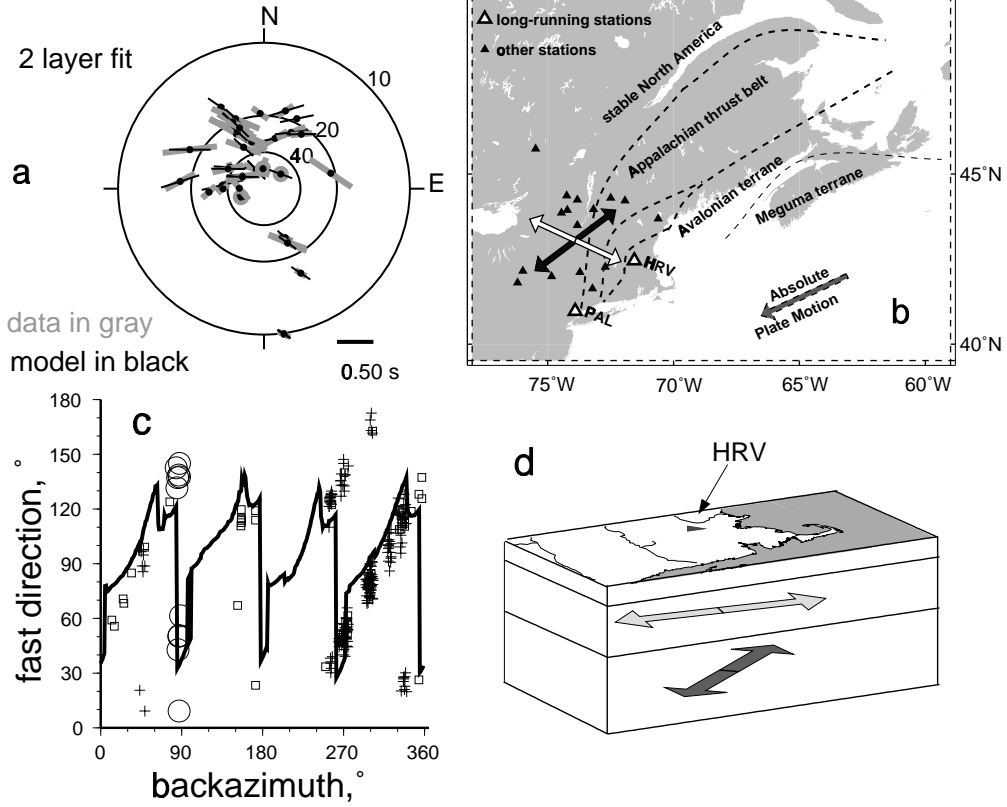 N
2 layer fit
10
20
40
a
E
data in gray
model in black
0.50 s
long-running stations
other stations
stable North America
Appalachian thrust belt
Avalonian terrane
Meguma terrane
HRV
PAL
Absolute
Plate Motion
b
45°N
40°N
75°W
70°W
65°W
60°W
c
180
150
120
90
60
30
0
fast direction,°
0
90
180
270
360
backazimuth,°
d
HRV